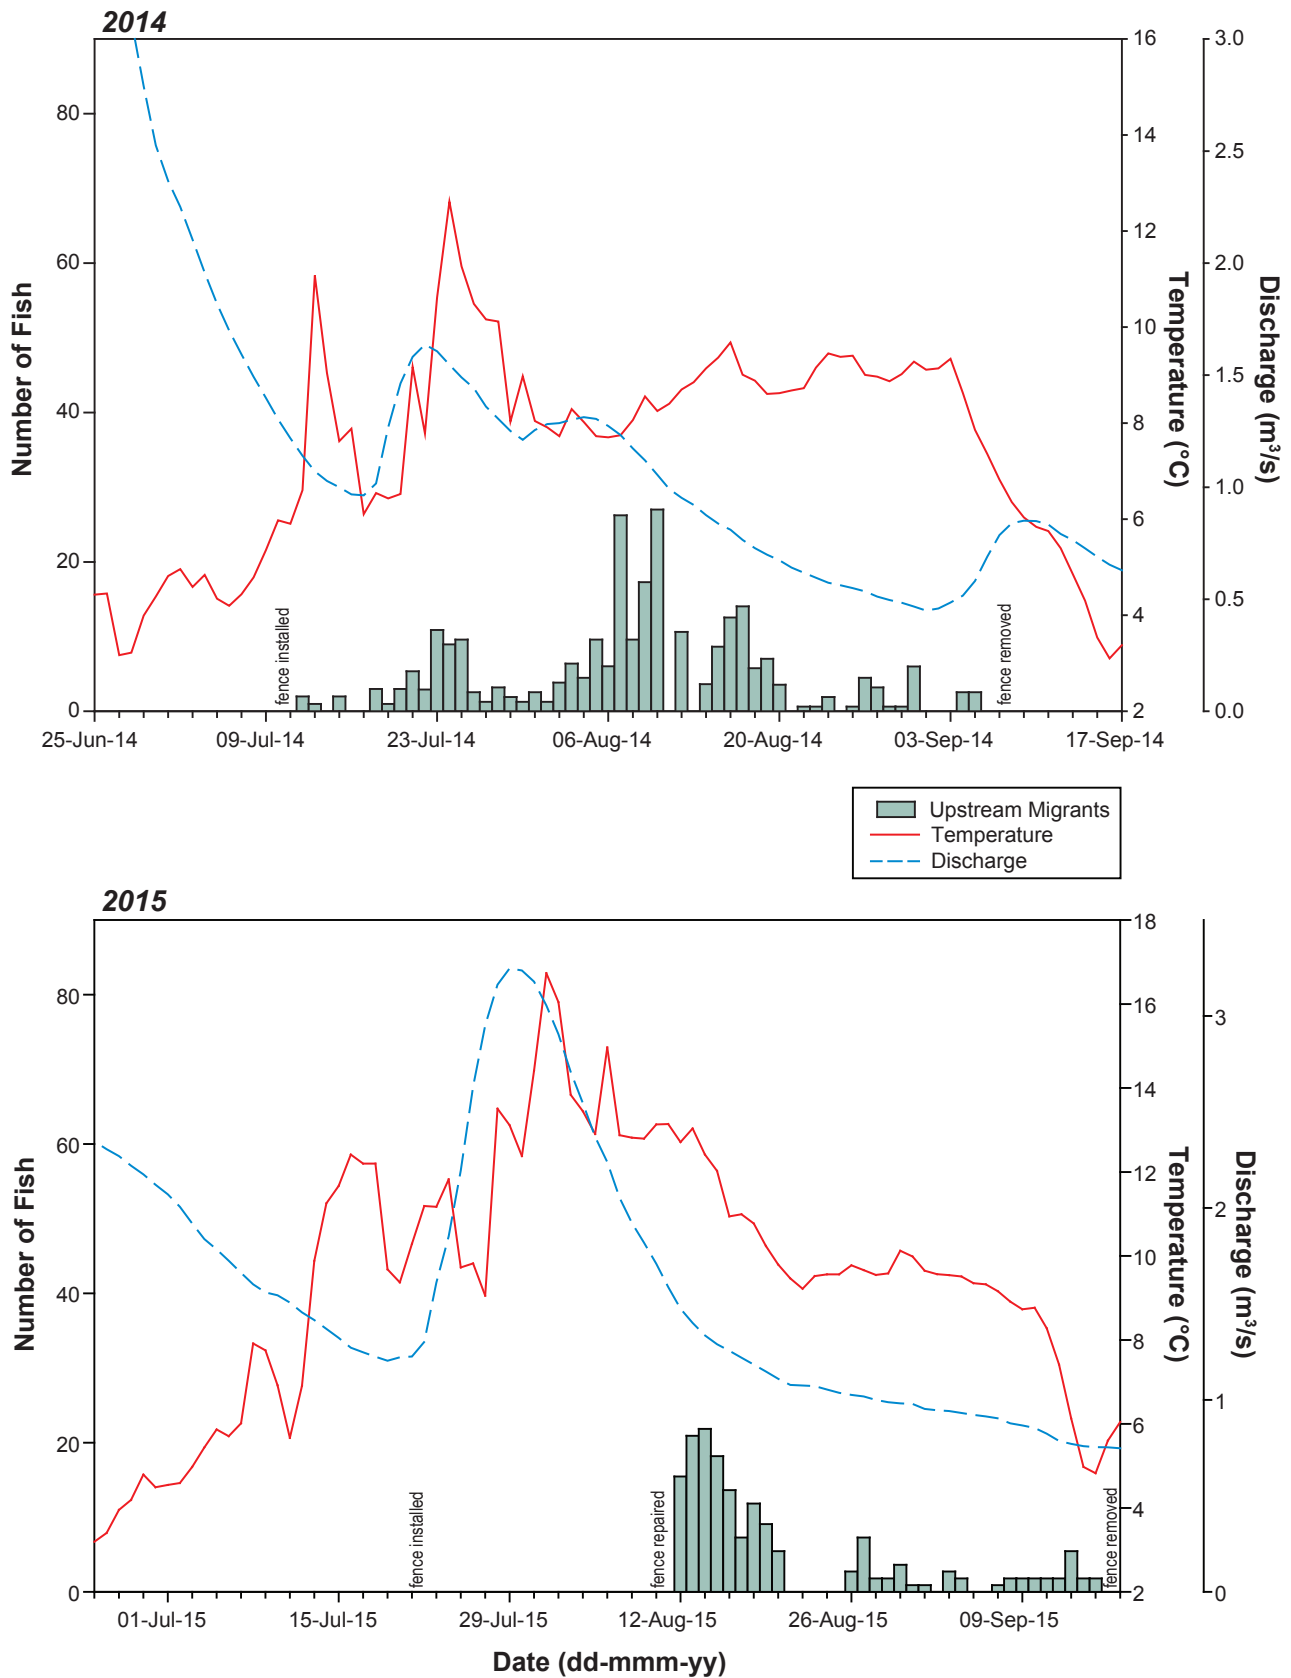 2014
80
60
40
20
0
Number of Fish
16
14
12
10
8
6
4
2
Temperature (°C)
3.0
2.5
2.0
1.5
1.0
0.5
0.0
Discharge (m³/s)
fence installed
fence removed
25-Jun-14
09-Jul-14
23-Jul-14
06-Aug-14
20-Aug-14
03-Sep-14
17-Sep-14
Upstream Migrants
Temperature
Discharge
2015
80
60
40
20
0
Number of Fish
18
16
14
12
10
8
6
4
2
Temperature (°C)
3
2
1
0
Discharge (m³/s)
fence installed
fence repaired
fence removed
01-Jul-15
15-Jul-15
29-Jul-15
12-Aug-15
26-Aug-15
09-Sep-15
Date (dd-mmm-yy)